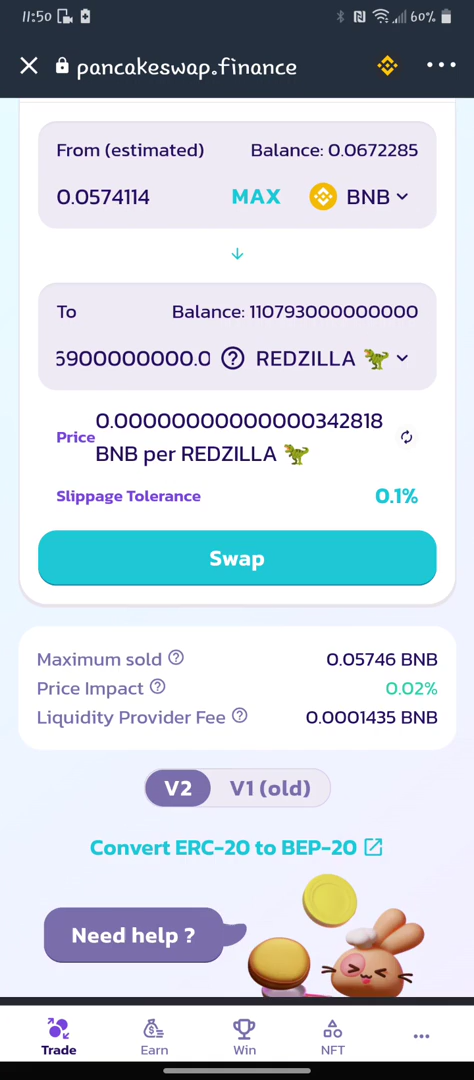 11:50 60%
pancakeswap.finance
From (estimated) Balance: 0.0672285
0.0574114 MAX BNB
To Balance: 110793000000000
5900000000.0 REDZILLA 🦖
0.00000000000000342818
Price
BNB per REDZILLA 🦖
Slippage Tolerance 0.1%
Swap
Maximum sold 0.05746 BNB
Price Impact 0.02%
Liquidity Provider Fee 0.0001435 BNB
V2 V1 (old)
Convert ERC-20 to BEP-20
Need help ?
Trade Earn Win NFT